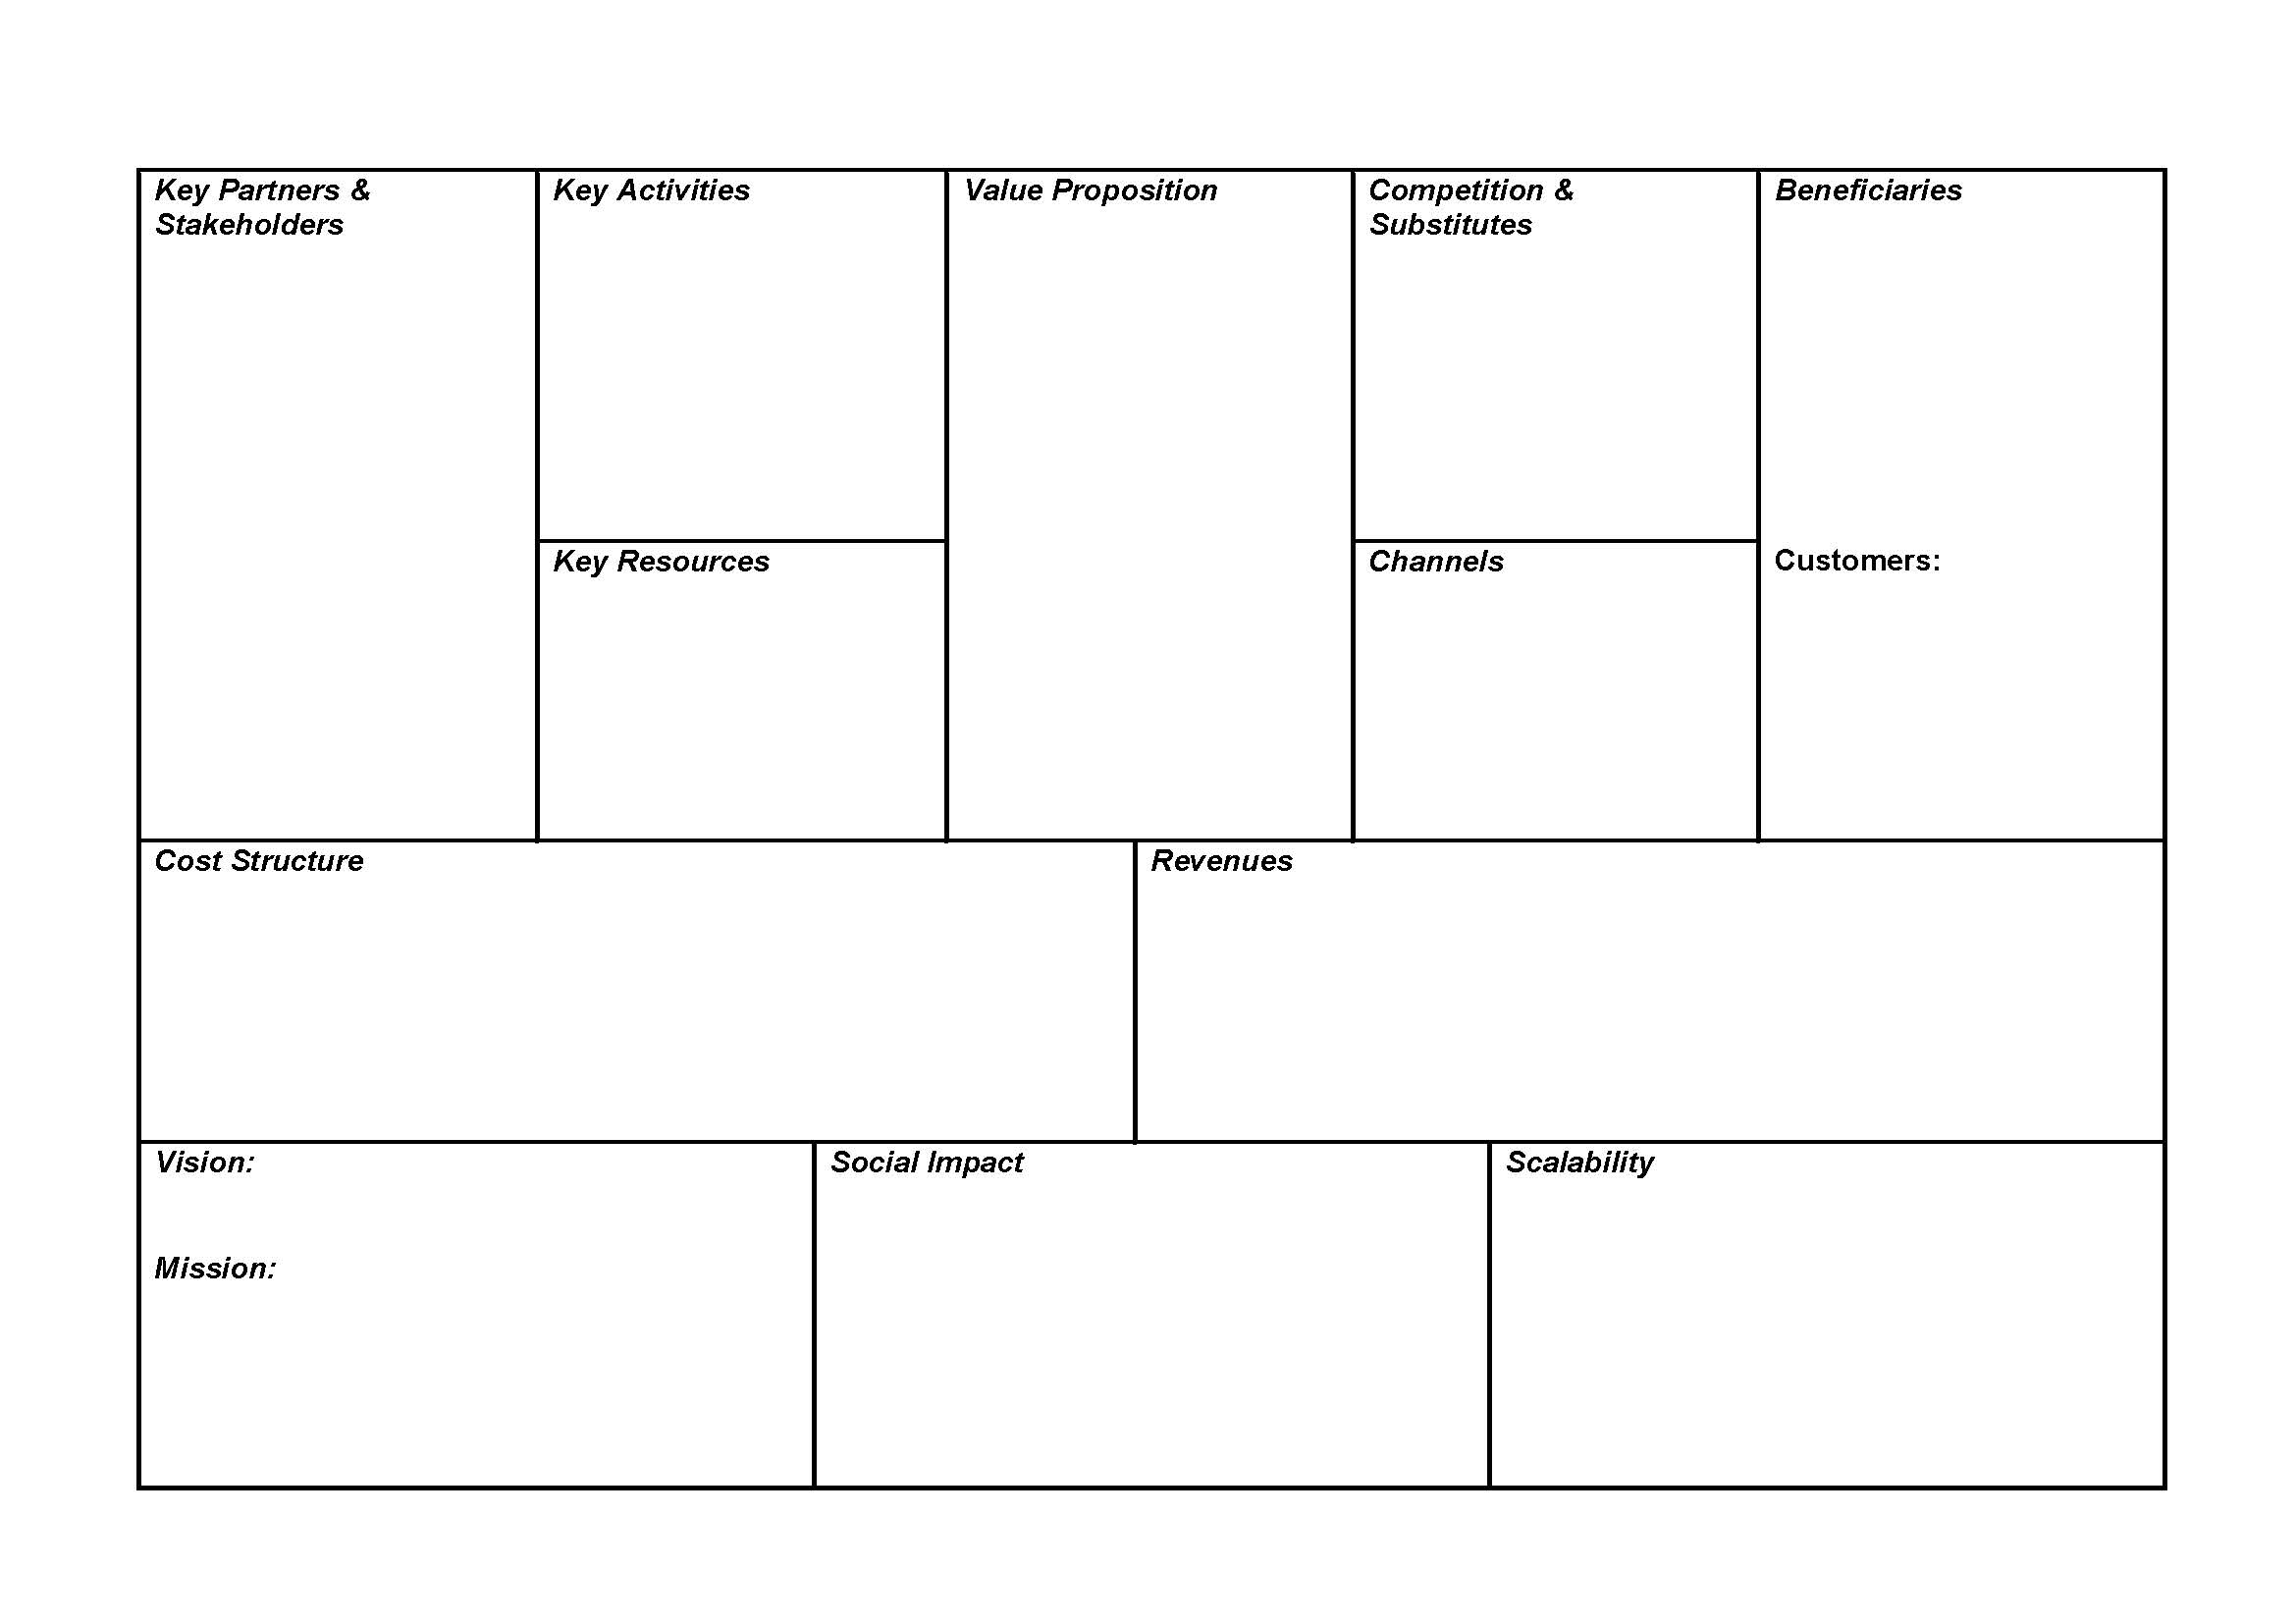 Key Partners &
Stakeholders
Key Activities
Value Proposition
Competition &
Substitutes
Beneficiaries
Key Resources
Channels
Customers:
Cost Structure
Revenues
Vision:
Mission:
Social Impact
Scalability